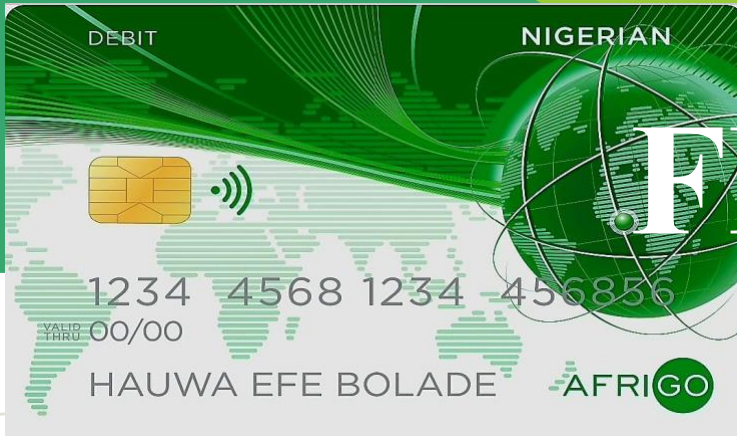 DEBIT NIGERIAN
F
1234 4568 1234 456856
VALID THRU 00/00
HAUWA EFE BOLADE AFRIGO